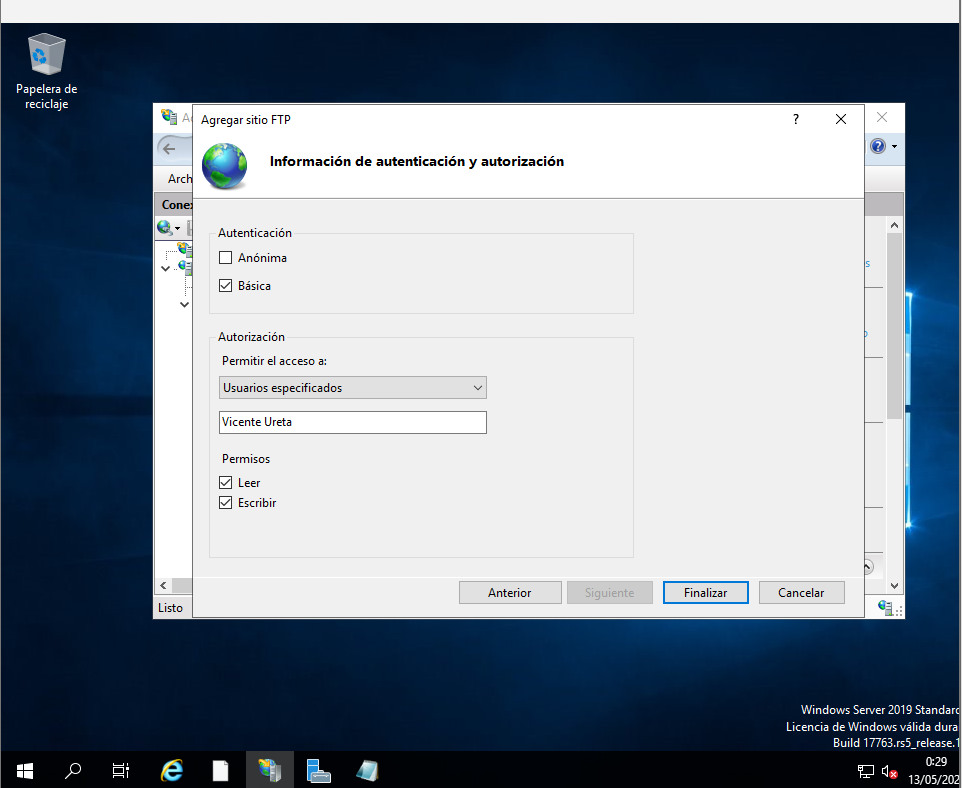 Papelera de
reciclaje
Agregar sitio FTP
?
Información de autenticación y autorización
Arch
Conex
Autenticación
Anónima
Básica
Autorización
Permitir el acceso a:
Usuarios especificados
Vicente Ureta
Permisos
Leer
Escribir
Anterior
Siguiente
Finalizar
Cancelar
Listo
Windows Server 2019 Standard
Licencia de Windows válida dura
Build 17763.rs5_release.1
0:29
13/05/202